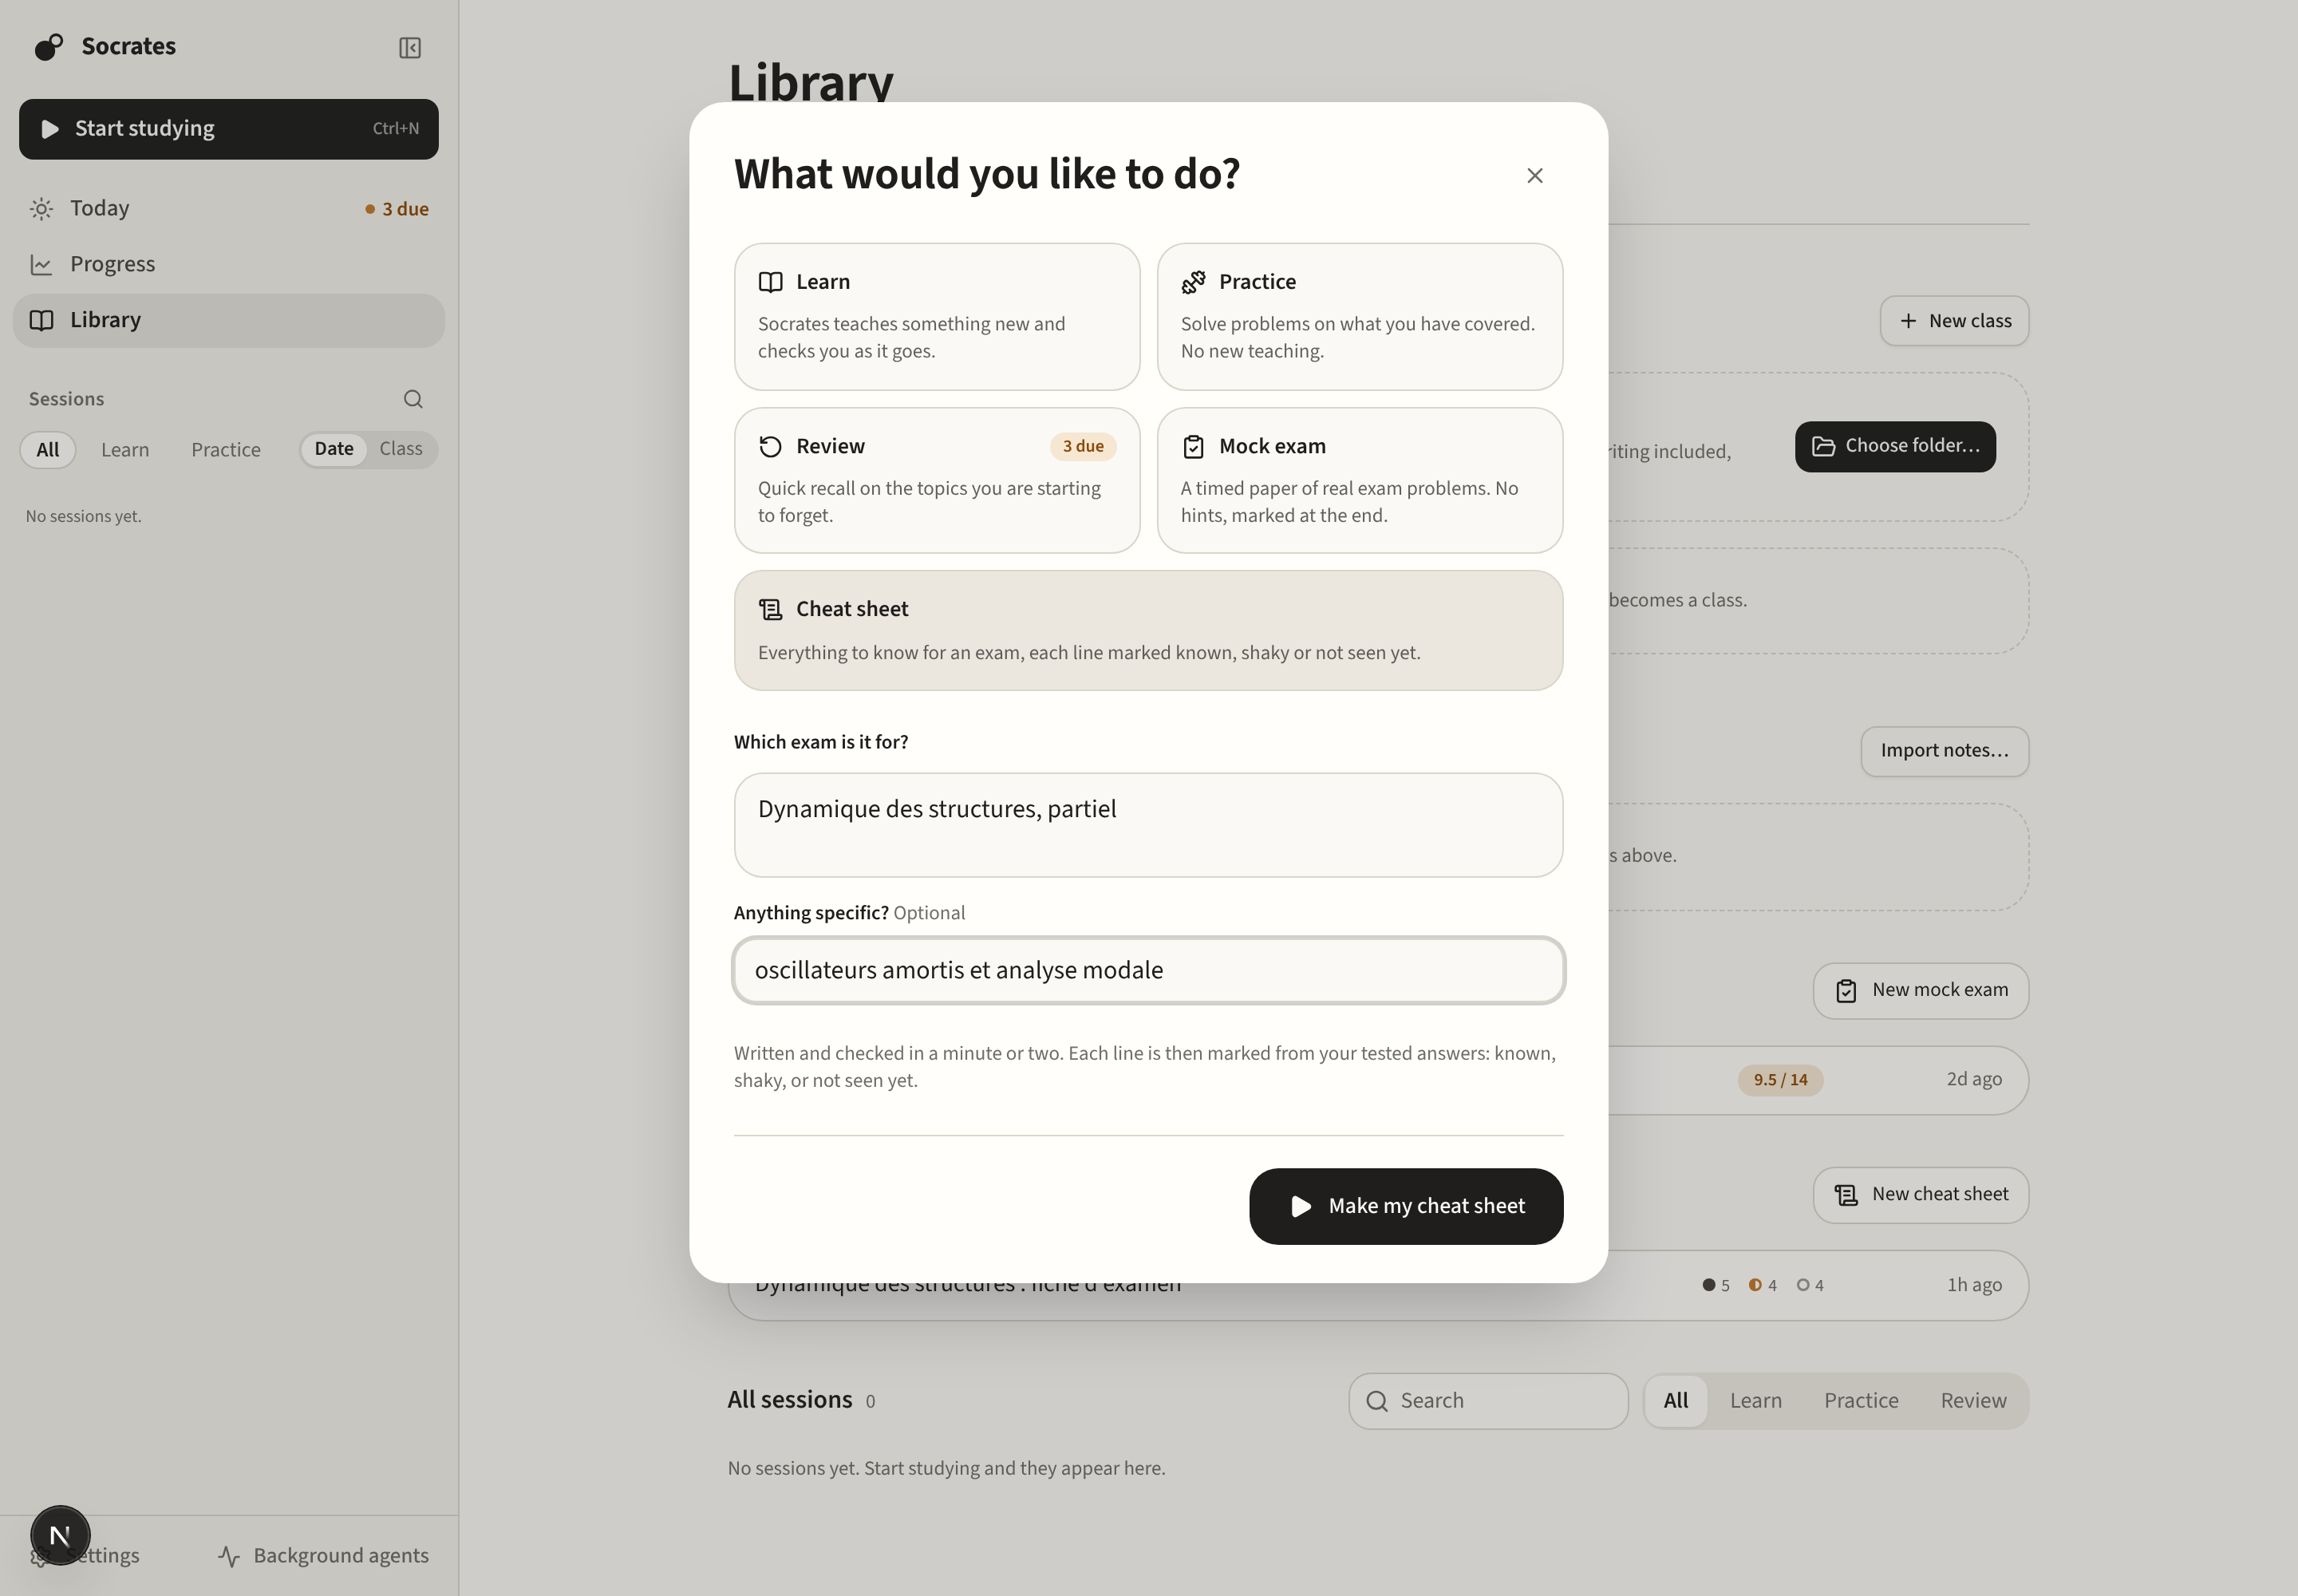 Socrates
Start studying Ctrl+N
Today 3 due
Progress
Library
Sessions
All Learn Practice Date Class
No sessions yet.
Settings Background agents
Library
What would you like to do?
Learn
Socrates teaches something new and
checks you as it goes.
Practice
Solve problems on what you have covered.
No new teaching.
Review 3 due
Quick recall on the topics you are starting
to forget.
Mock exam
A timed paper of real exam problems. No
hints, marked at the end.
Cheat sheet
Everything to know for an exam, each line marked known, shaky or not seen yet.
Which exam is it for?
Dynamique des structures, partiel
Anything specific? Optional
oscillateurs amortis et analyse modale
Written and checked in a minute or two. Each line is then marked from your tested answers: known,
shaky, or not seen yet.
Make my cheat sheet
New class
riting included,
Choose folder...
becomes a class.
Import notes...
s above.
New mock exam
9.5 / 14 2d ago
New cheat sheet
Dynamique des structures : fiche d'examen 5 4 4 1h ago
All sessions 0 Search All Learn Practice Review
No sessions yet. Start studying and they appear here.